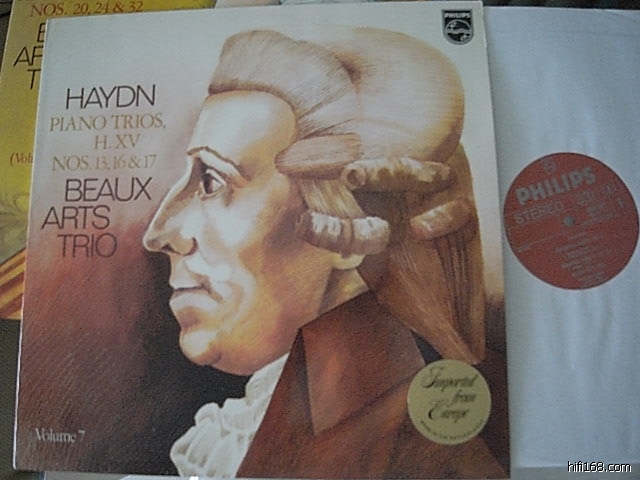 NOS. 20, 24 & 32
HAYDN
PIANO TRIOS,
H. XV
NOS. 13, 16 & 17
BEAUX
ARTS
TRIO
Volume 7
PHILIPS
Imported
from
Europe
PHILIPS
STEREO
hifi168.com